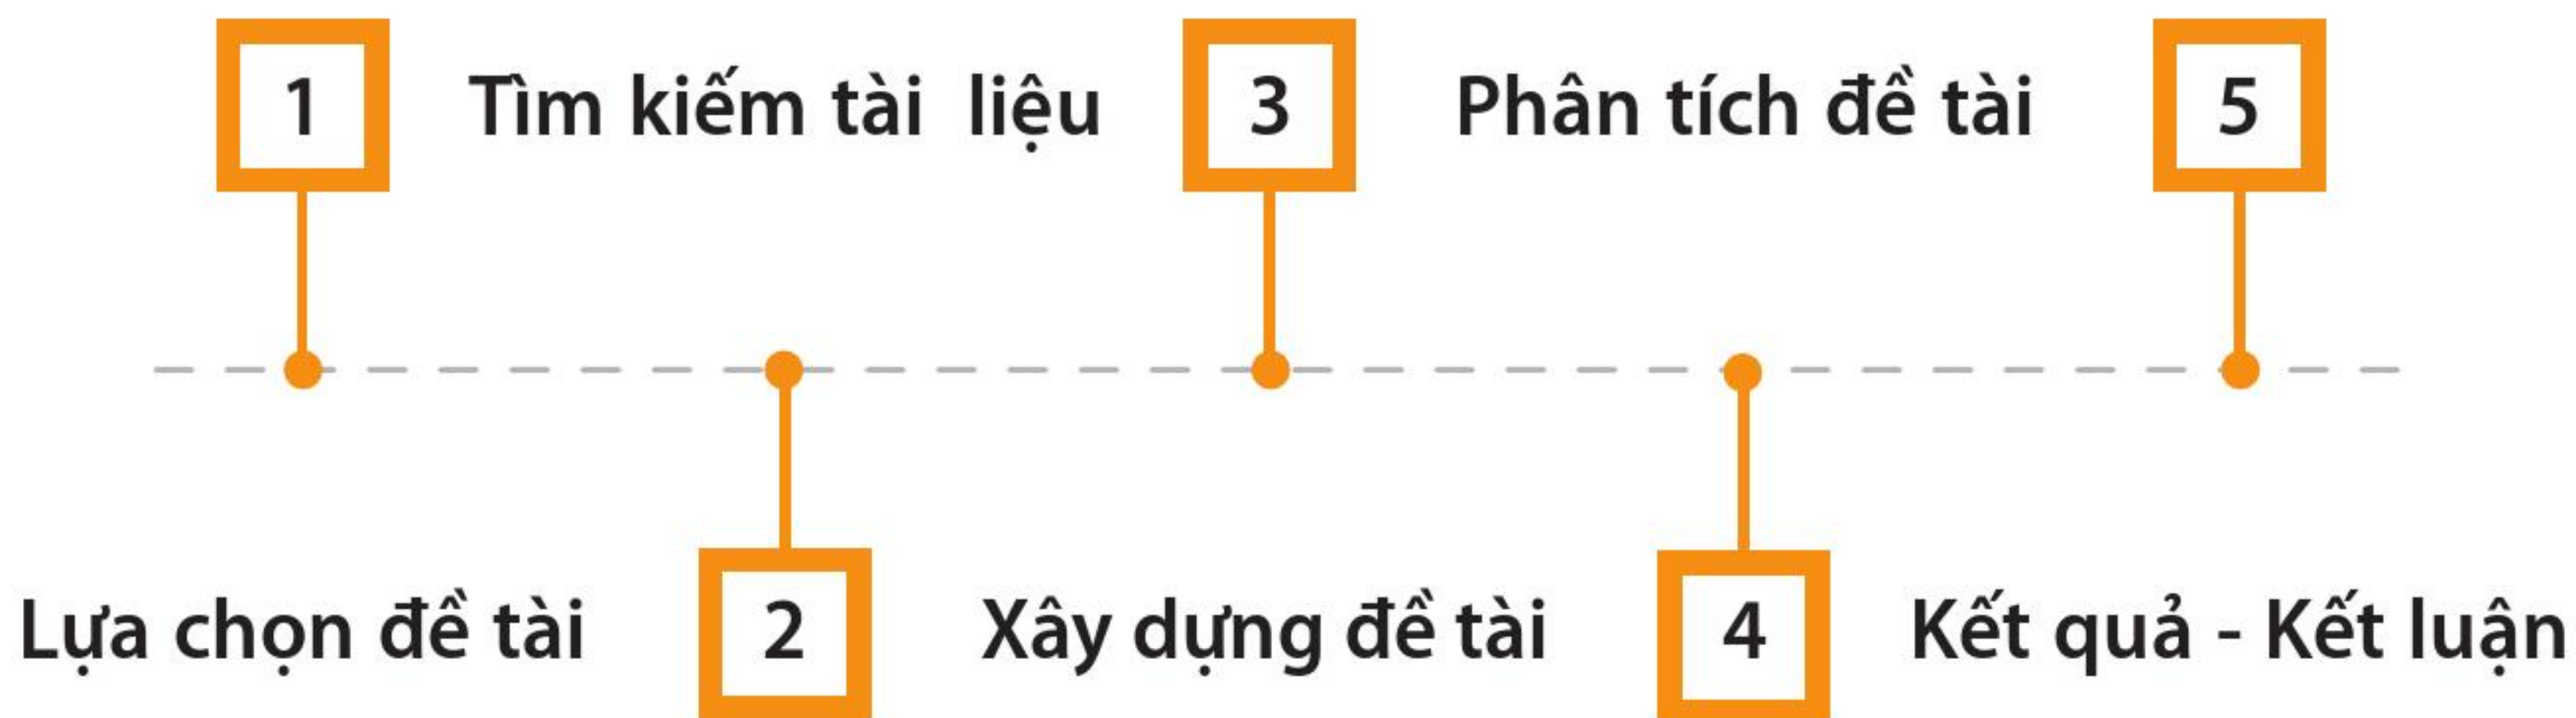 1
Tìm kiếm tài liệu
3
Phân tích đề tài
5
Lựa chọn đề tài
2
Xây dựng đề tài
4
Kết quả - Kết luận